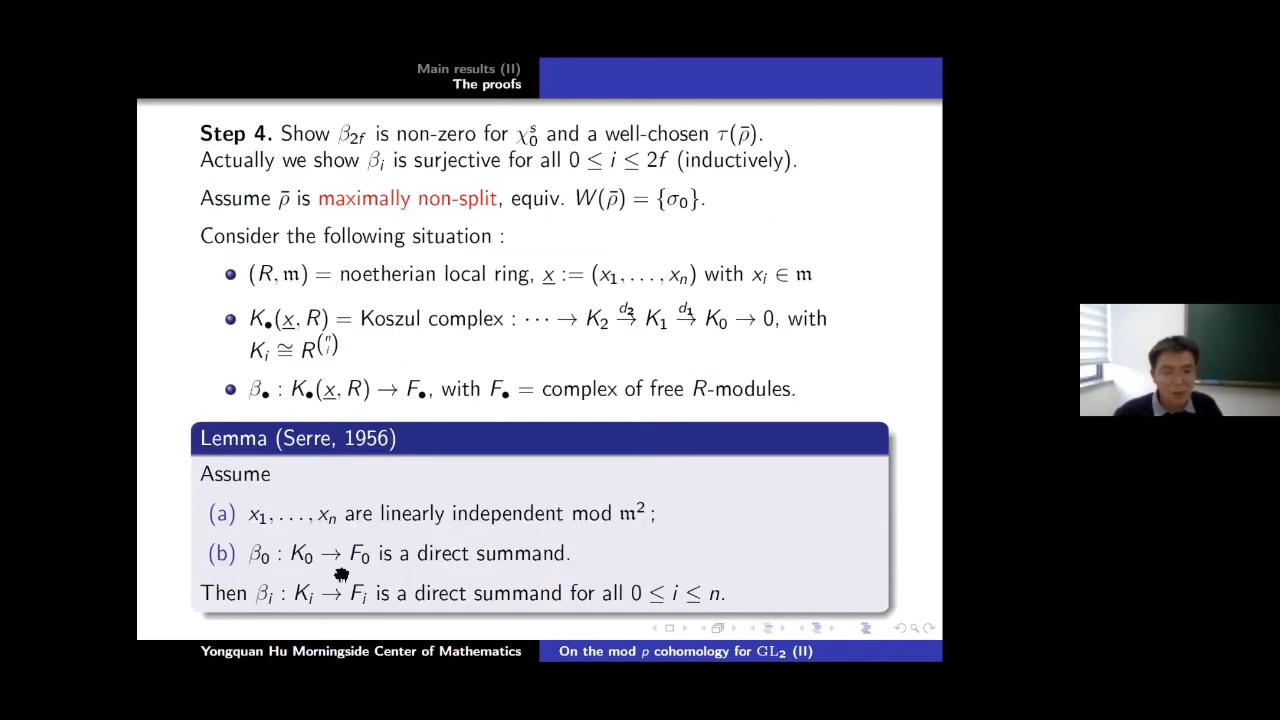 Main results (II)
The proofs
Step 4. Show β_{2f} is non-zero for χ_0^s and a well-chosen τ(ρ̄).
Actually we show β_i is surjective for all 0 ≤ i ≤ 2f (inductively).
Assume ρ̄ is maximally non-split, equiv. W(ρ̄) = {σ_0}.
Consider the following situation :
(R, 𝔪) = noetherian local ring, x := (x_1, . . . , x_n) with x_i ∈ 𝔪
K_•(x, R) = Koszul complex : ··· → K_2 →^{d_2} K_1 →^{d_1} K_0 → 0, with
K_i ≅ R^{\binom{n}{i}}
β_• : K_•(x, R) → F_•, with F_• = complex of free R-modules.
Lemma (Serre, 1956)
Assume
(a) x_1, . . . , x_n are linearly independent mod 𝔪² ;
(b) β_0 : K_0 → F_0 is a direct summand.
Then β_i : K_i → F_i is a direct summand for all 0 ≤ i ≤ n.
Yongquan Hu Morningside Center of Mathematics
On the mod p cohomology for GL_2 (II)